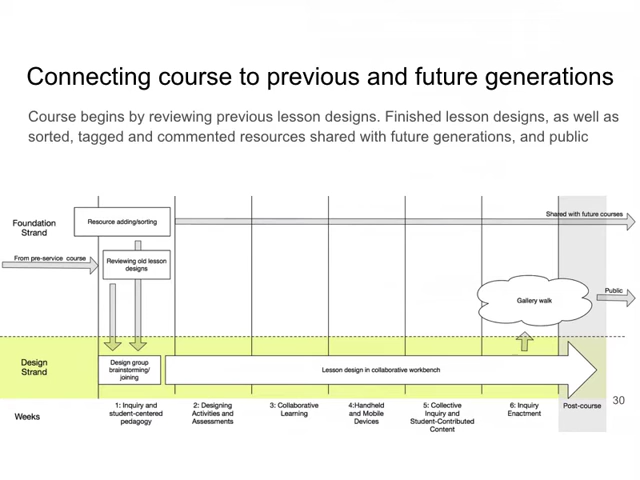 Connecting course to previous and future generations
Course begins by reviewing previous lesson designs. Finished lesson designs, as well as
sorted, tagged and commented resources shared with future generations, and public
Foundation
Strand
Resource adding/sorting
Shared with future courses
From pre-service course
Reviewing old lesson
designs
Public
Gallery walk
Design
Strand
Design group
brainstorming/
joining
Lesson design in collaborative workbench
30
Weeks
1: Inquiry and
student-centered
pedagogy
2: Designing
Activities and
Assessments
3: Collaborative
Learning
4:Handheld
and Mobile
Devices
5: Collective
Inquiry and
Student-Contributed
Content
6: Inquiry
Enactment
Post-course